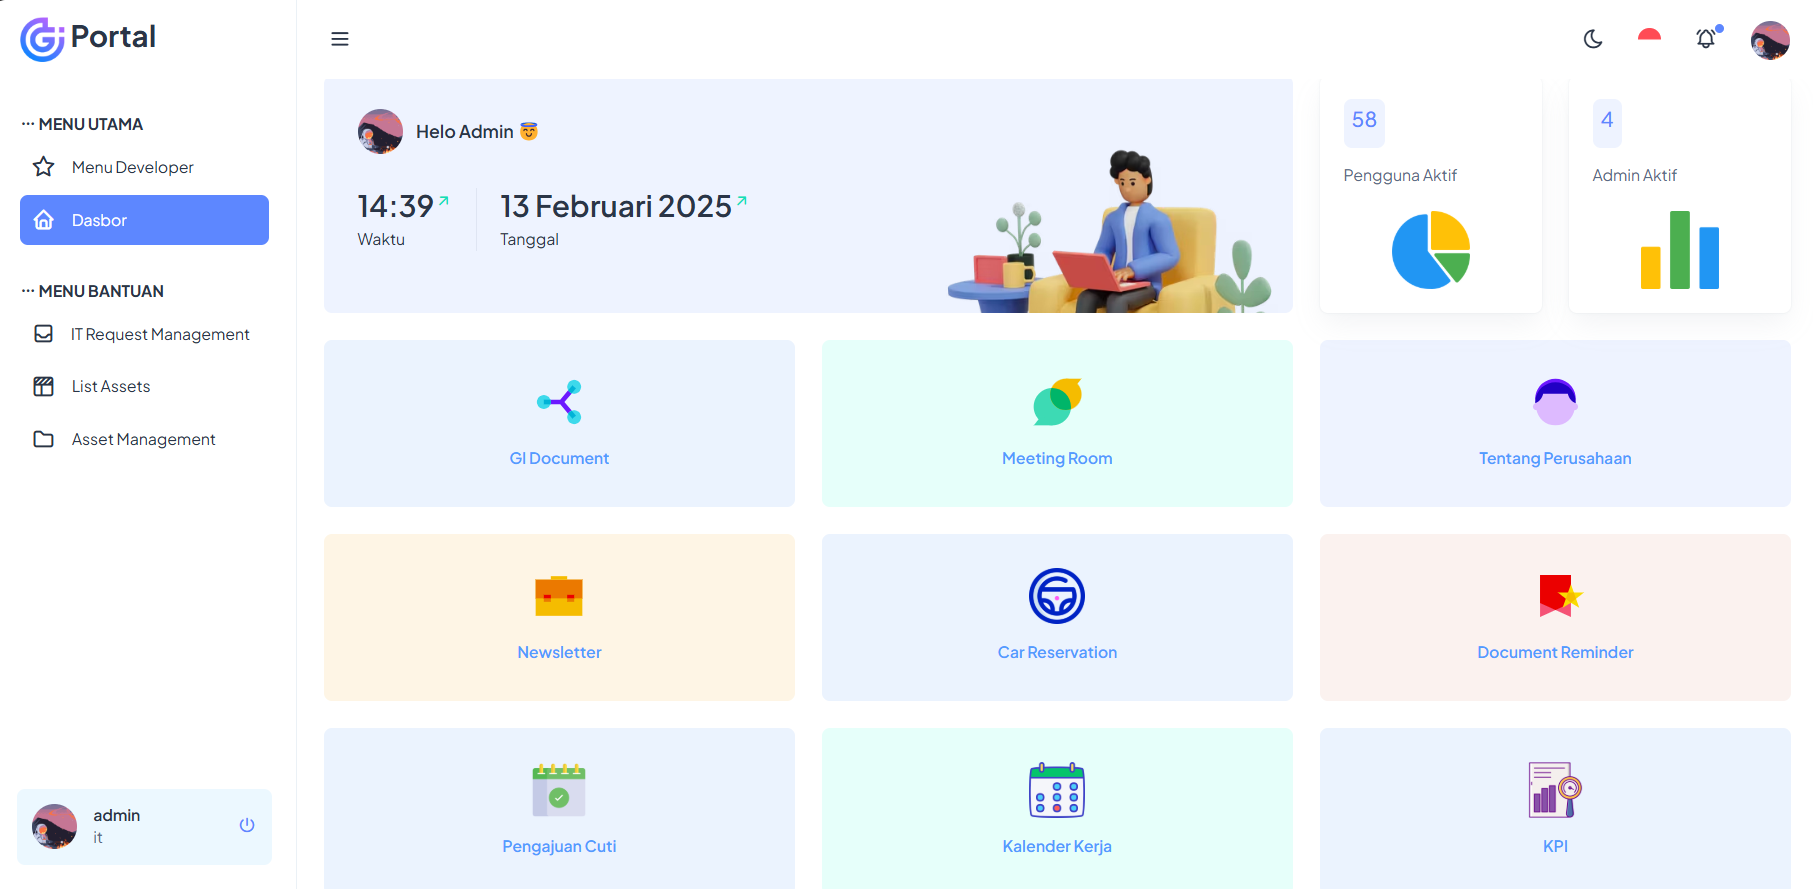 Portal
··· MENU UTAMA
Menu Developer
Dasbor
··· MENU BANTUAN
IT Request Management
List Assets
Asset Management
admin
it
Helo Admin 😇
14:39
Waktu
13 Februari 2025
Tanggal
58
Pengguna Aktif
4
Admin Aktif
GI Document
Meeting Room
Tentang Perusahaan
Newsletter
Car Reservation
Document Reminder
Pengajuan Cuti
Kalender Kerja
KPI